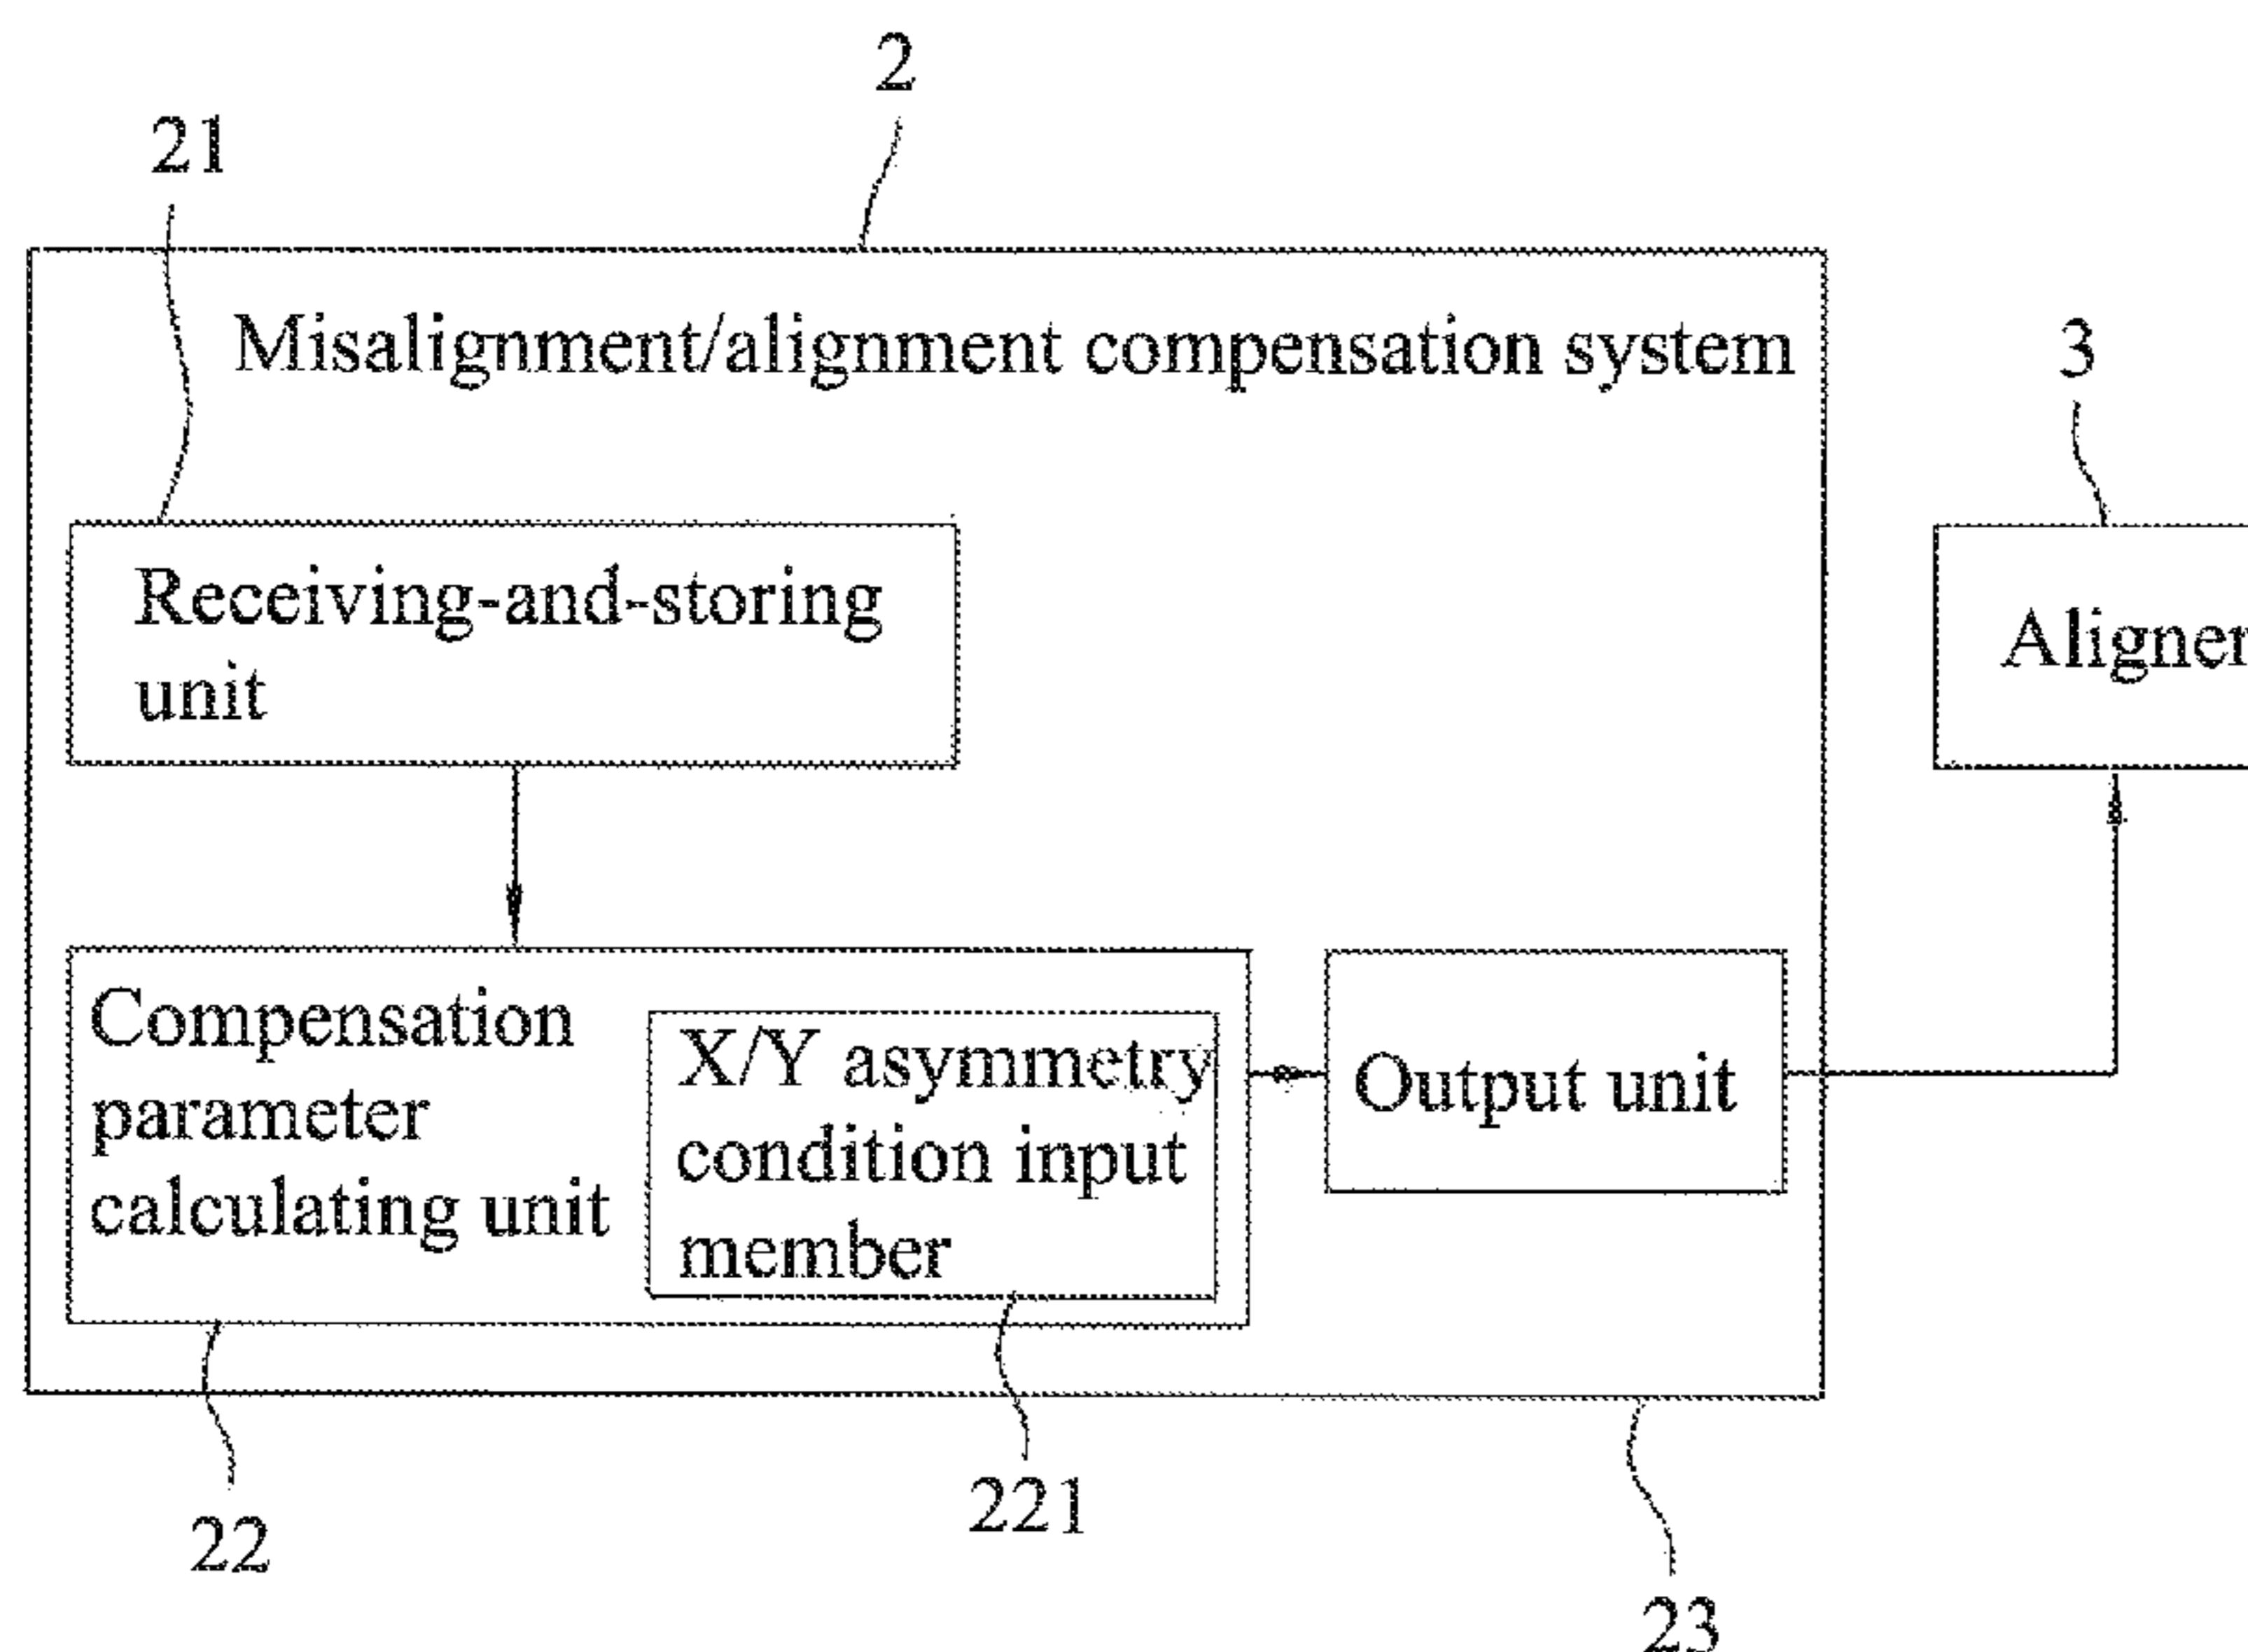 2
21
Misalignment/alignment compensation system
3
Receiving-and-storing
unit
Aligner
Compensation
parameter
calculating unit
X/Y asymmetry
condition input
member
Output unit
22
221
23